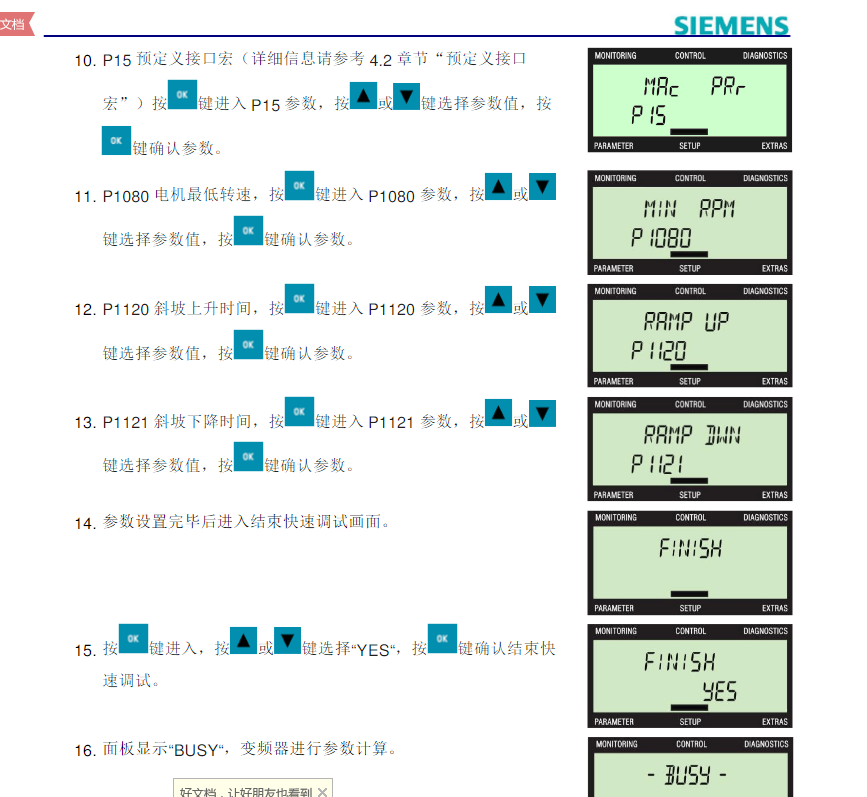 文档
SIEMENS
10. P15 预定义接口宏（详细信息请参考 4.2 章节“预定义接口
宏”）按 OK 键进入 P15 参数，按▲或▼键选择参数值，按
OK 键确认参数。
MONITORING CONTROL DIAGNOSTICS
MAc PAr
P15
PARAMETER SETUP EXTRAS
11. P1080 电机最低转速，按 OK 键进入 P1080 参数，按▲或▼
键选择参数值，按 OK 键确认参数。
MONITORING CONTROL DIAGNOSTICS
MIN RPM
P1080
PARAMETER SETUP EXTRAS
12. P1120 斜坡上升时间，按 OK 键进入 P1120 参数，按▲或▼
键选择参数值，按 OK 键确认参数。
MONITORING CONTROL DIAGNOSTICS
RAMP UP
P1120
PARAMETER SETUP EXTRAS
13. P1121 斜坡下降时间，按 OK 键进入 P1121 参数，按▲或▼
键选择参数值，按 OK 键确认参数。
MONITORING CONTROL DIAGNOSTICS
RAMP DWN
P1121
PARAMETER SETUP EXTRAS
14. 参数设置完毕后进入结束快速调试画面。
MONITORING CONTROL DIAGNOSTICS
FINISH
PARAMETER SETUP EXTRAS
15. 按 OK 键进入，按▲或▼键选择“YES“，按 OK 键确认结束快
速调试。
MONITORING CONTROL DIAGNOSTICS
FINISH
YES
PARAMETER SETUP EXTRAS
16. 面板显示“BUSY“，变频器进行参数计算。
MONITORING CONTROL DIAGNOSTICS
- BUSY -
好文档，让好朋友也看到